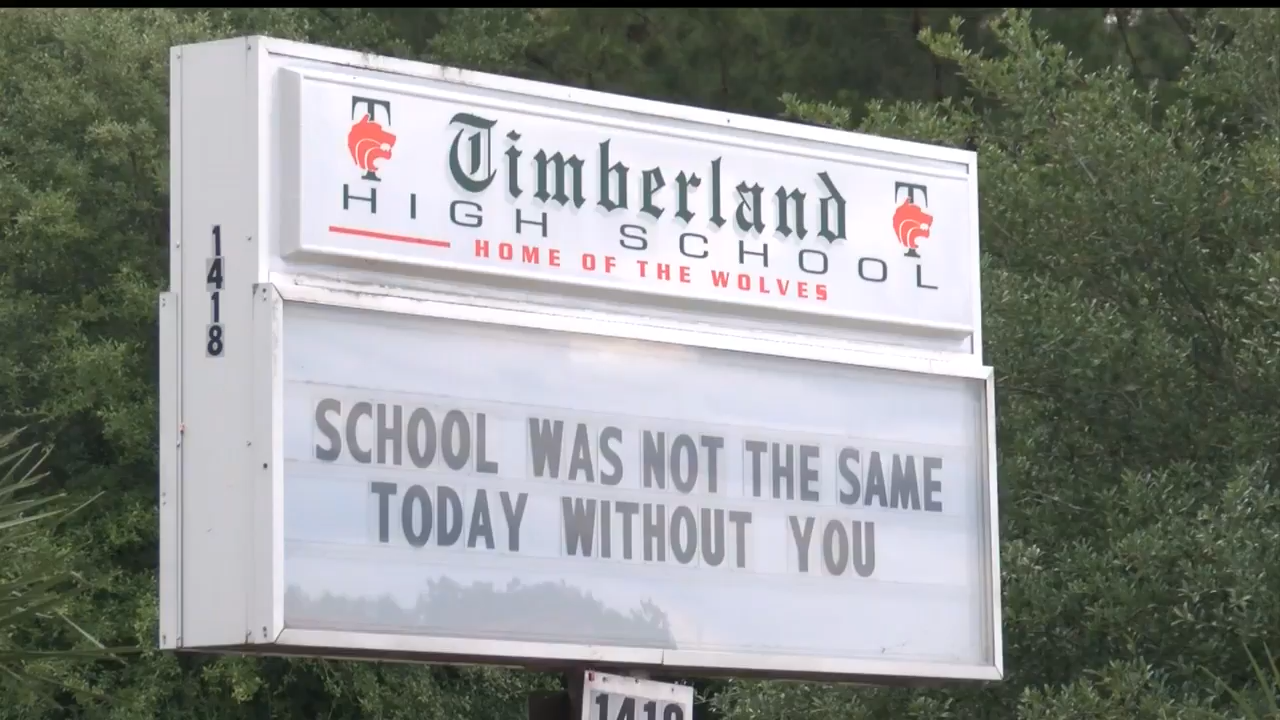 T
T
Timberland
HIGH SCHOOL
HOME OF THE WOLVES
1418
SCHOOL WAS NOT THE SAME
TODAY WITHOUT YOU